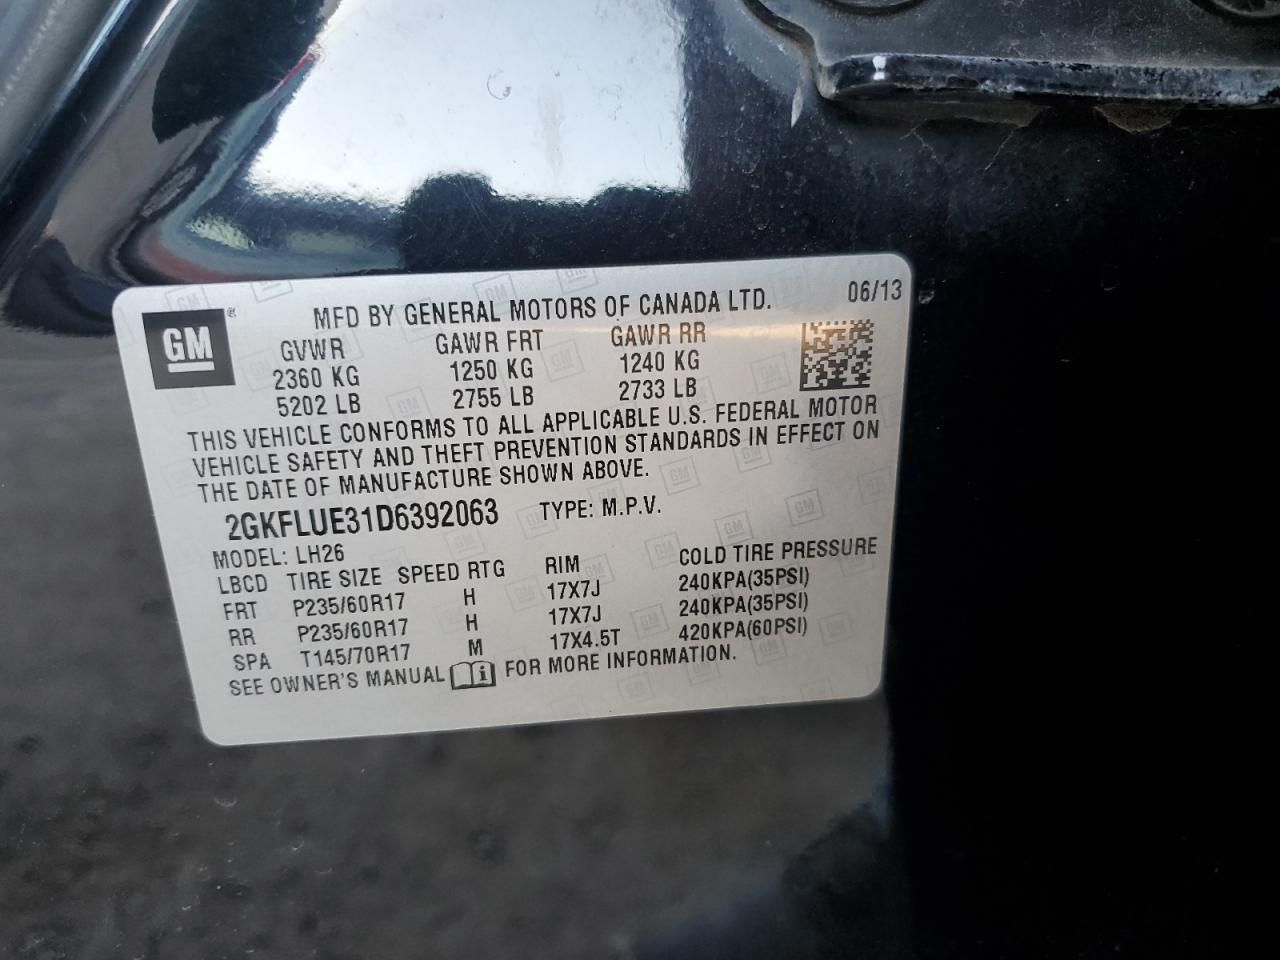 MFD BY GENERAL MOTORS OF CANADA LTD. 06/13
GM®
GVWR GAWR FRT GAWR RR
2360 KG 1250 KG 1240 KG
5202 LB 2755 LB 2733 LB
THIS VEHICLE CONFORMS TO ALL APPLICABLE U.S. FEDERAL MOTOR
VEHICLE SAFETY AND THEFT PREVENTION STANDARDS IN EFFECT ON
THE DATE OF MANUFACTURE SHOWN ABOVE.
2GKFLUE31D6392063 TYPE: M.P.V.
MODEL: LH26
LBCD TIRE SIZE SPEED RTG RIM COLD TIRE PRESSURE
FRT P235/60R17 H 17X7J 240KPA(35PSI)
RR P235/60R17 H 17X7J 240KPA(35PSI)
SPA T145/70R17 M 17X4.5T 420KPA(60PSI)
SEE OWNER'S MANUAL i FOR MORE INFORMATION.